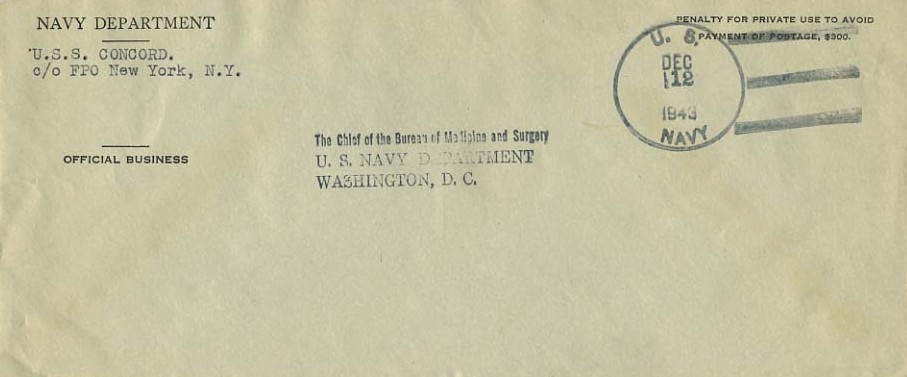 NAVY DEPARTMENT
U.S.S. CONCORD.
c/o FPO New York, N.Y.
OFFICIAL BUSINESS
PENALTY FOR PRIVATE USE TO AVOID
PAYMENT OF POSTAGE, $300.
U. S.
DEC
12
1943
NAVY
The Chief of the Bureau of Medicine and Surgery
U. S. NAVY DEPARTMENT
WASHINGTON, D. C.